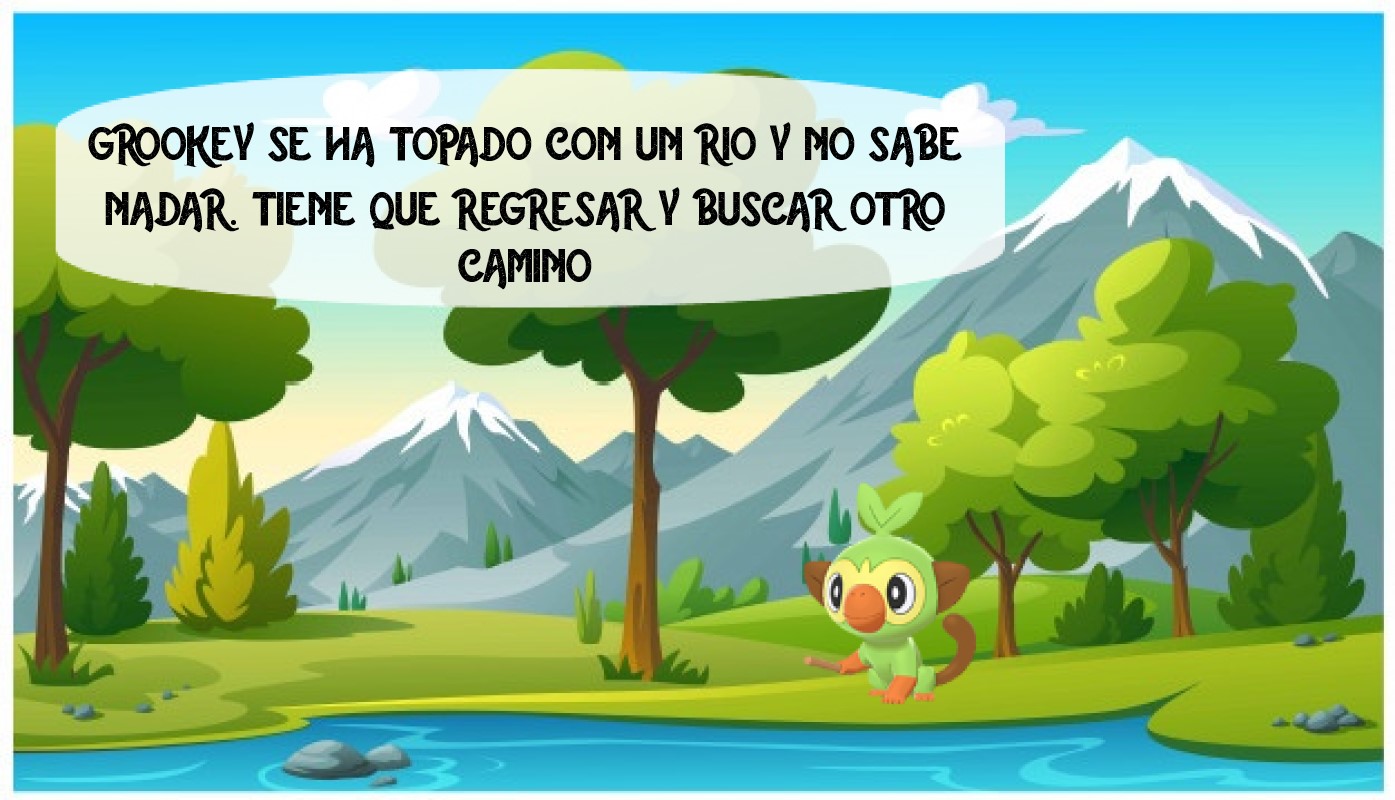 GROOKEY SE HA TOPADO CON UN RIO Y NO SABE
NADAR. TIENE QUE REGRESAR Y BUSCAR OTRO
CAMINO